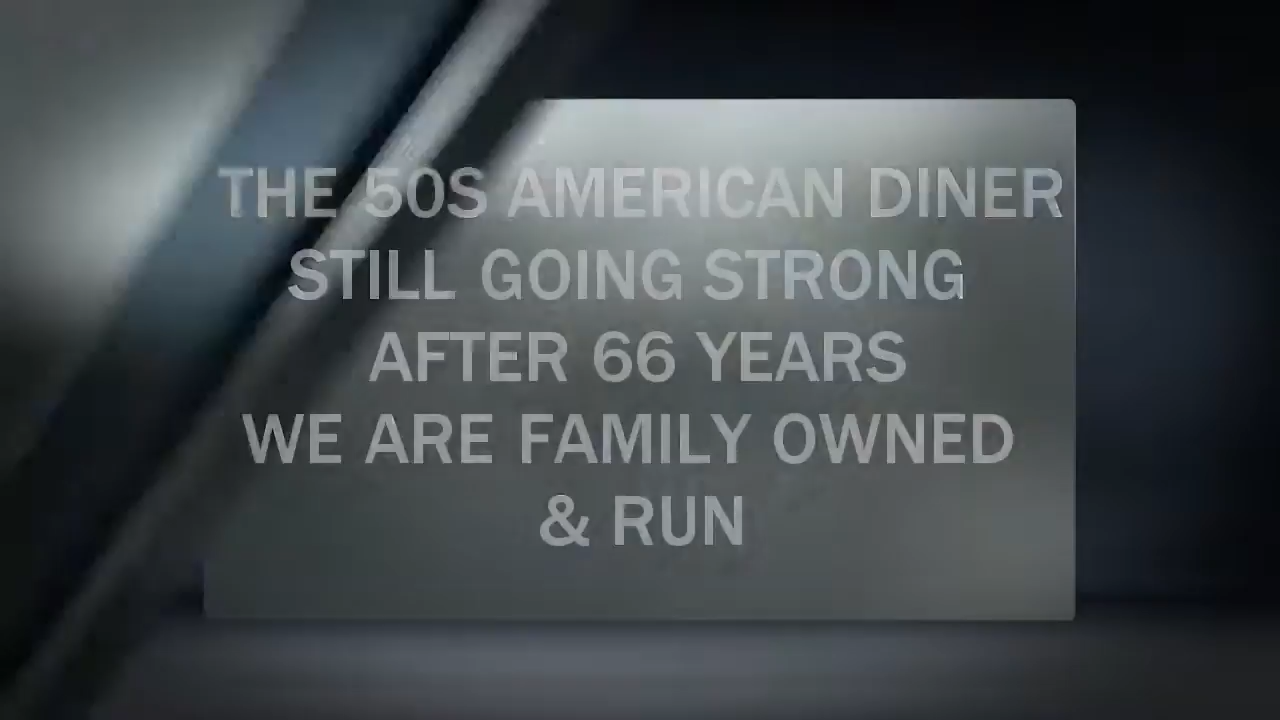 THE 50S AMERICAN DINER
STILL GOING STRONG
AFTER 66 YEARS
WE ARE FAMILY OWNED
& RUN